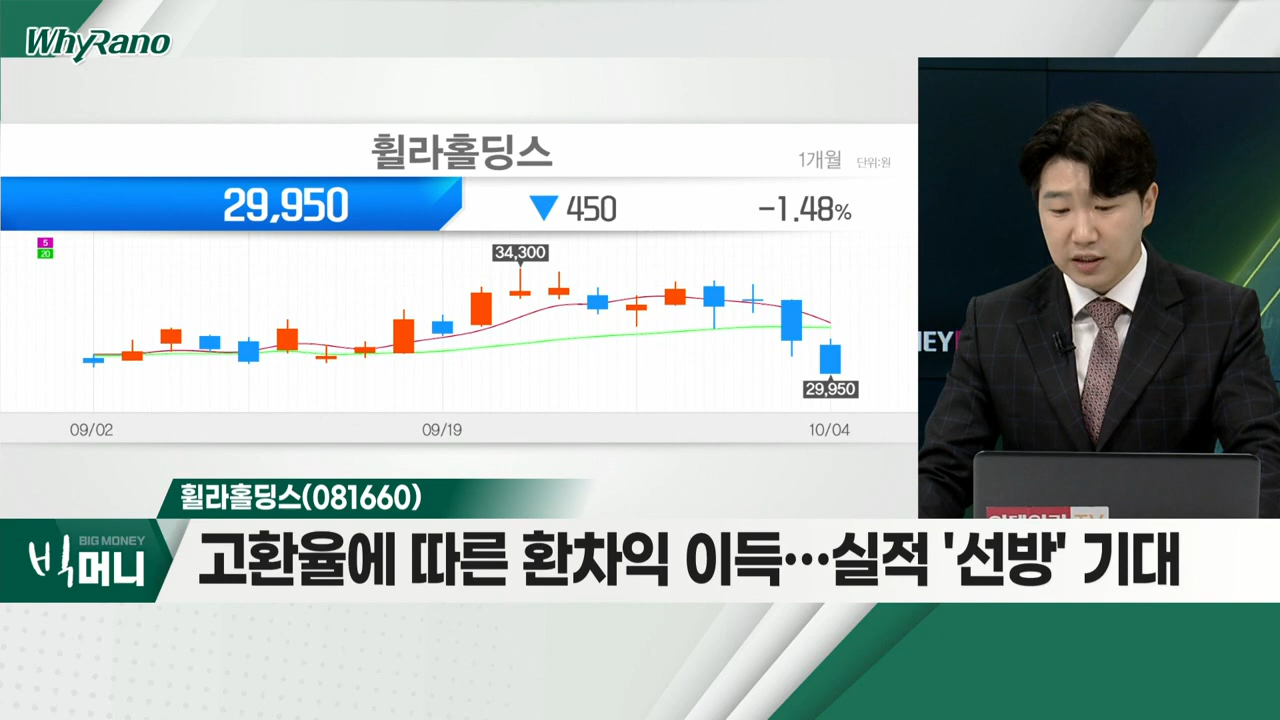 WhyRano
휠라홀딩스
1개월 단위:원
29,950 ▼ 450 -1.48%
5
20
34,300
29,950
09/02 09/19 10/04
NEY
휠라홀딩스(081660)
BIG MONEY
빅머니
고환율에 따른 환차익 이득…실적 '선방' 기대